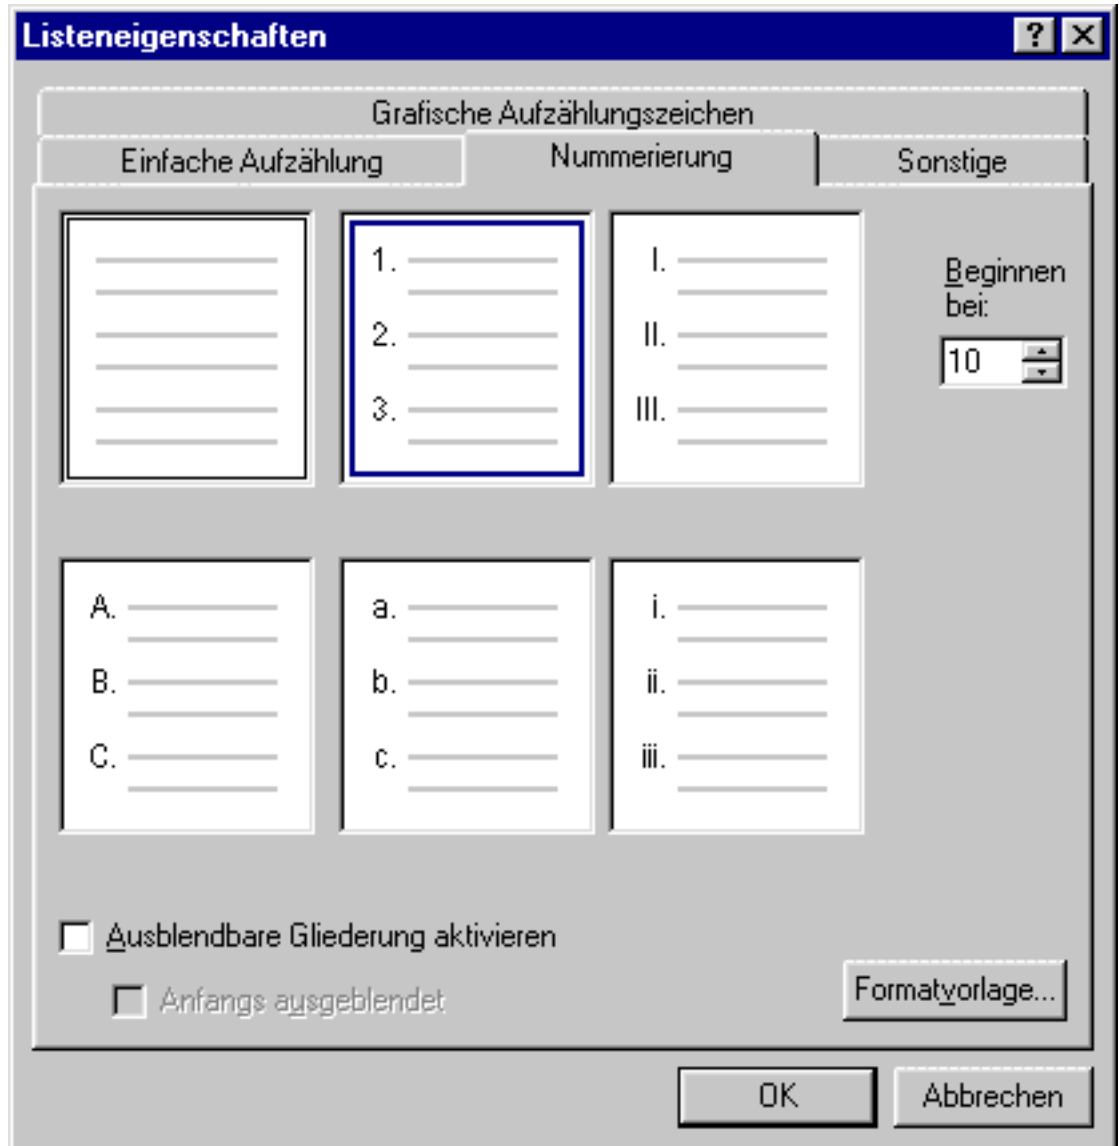 Listeneigenschaften
Grafische Aufzählungszeichen
Einfache Aufzählung
Nummerierung
Sonstige
1.
2.
3.
I.
II.
III.
Beginnen
bei:
10
A.
B.
C.
a.
b.
c.
i.
ii.
iii.
Ausblendbare Gliederung aktivieren
Anfangs ausgeblendet
Formatvorlage...
OK
Abbrechen